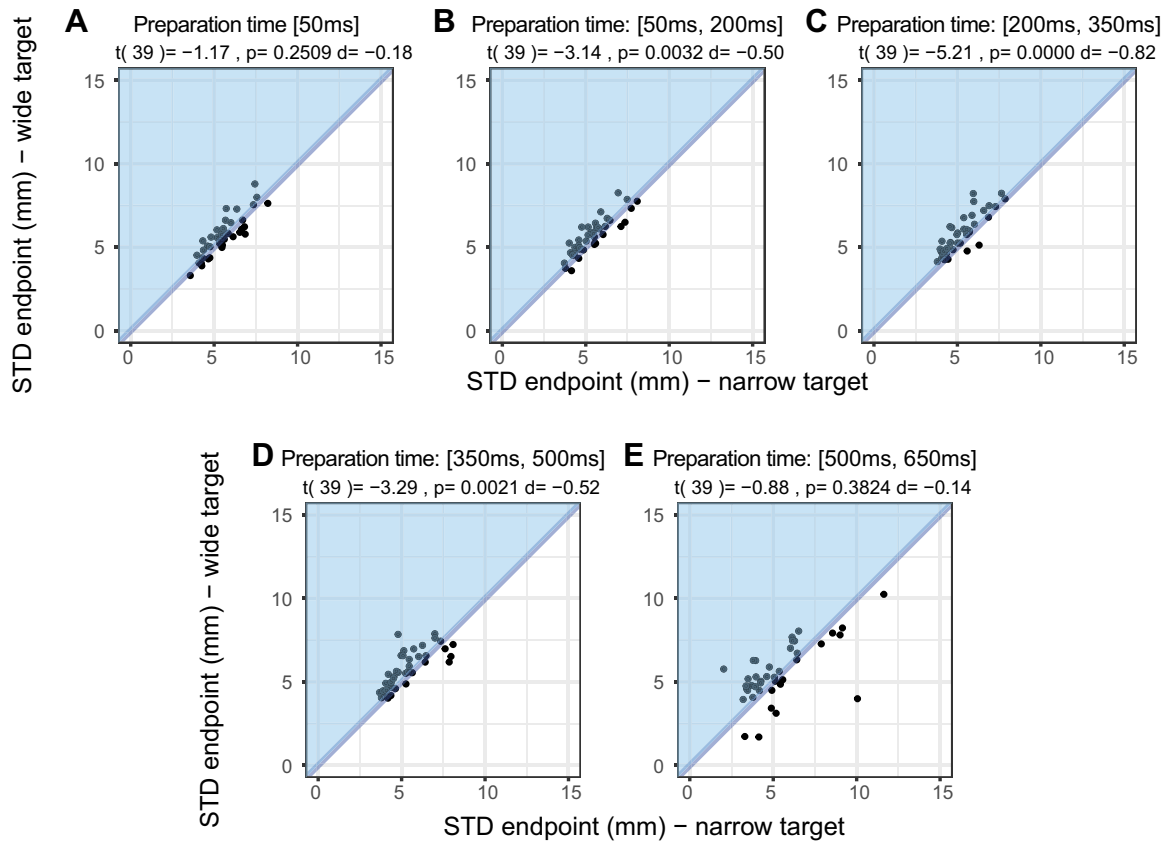 A Preparation time [50ms]
t( 39 )= −1.17 , p= 0.2509 d= −0.18
B Preparation time: [50ms, 200ms]
t( 39 )= −3.14 , p= 0.0032 d= −0.50
C Preparation time: [200ms, 350ms]
t( 39 )= −5.21 , p= 0.0000 d= −0.82
STD endpoint (mm) − wide target
15
10
5
0
0 5 10 15
15
10
5
0
0 5 10 15
15
10
5
0
0 5 10 15
STD endpoint (mm) − narrow target
D Preparation time: [350ms, 500ms]
t( 39 )= −3.29 , p= 0.0021 d= −0.52
E Preparation time: [500ms, 650ms]
t( 39 )= −0.88 , p= 0.3824 d= −0.14
STD endpoint (mm) − wide target
15
10
5
0
0 5 10 15
15
10
5
0
0 5 10 15
STD endpoint (mm) − narrow target